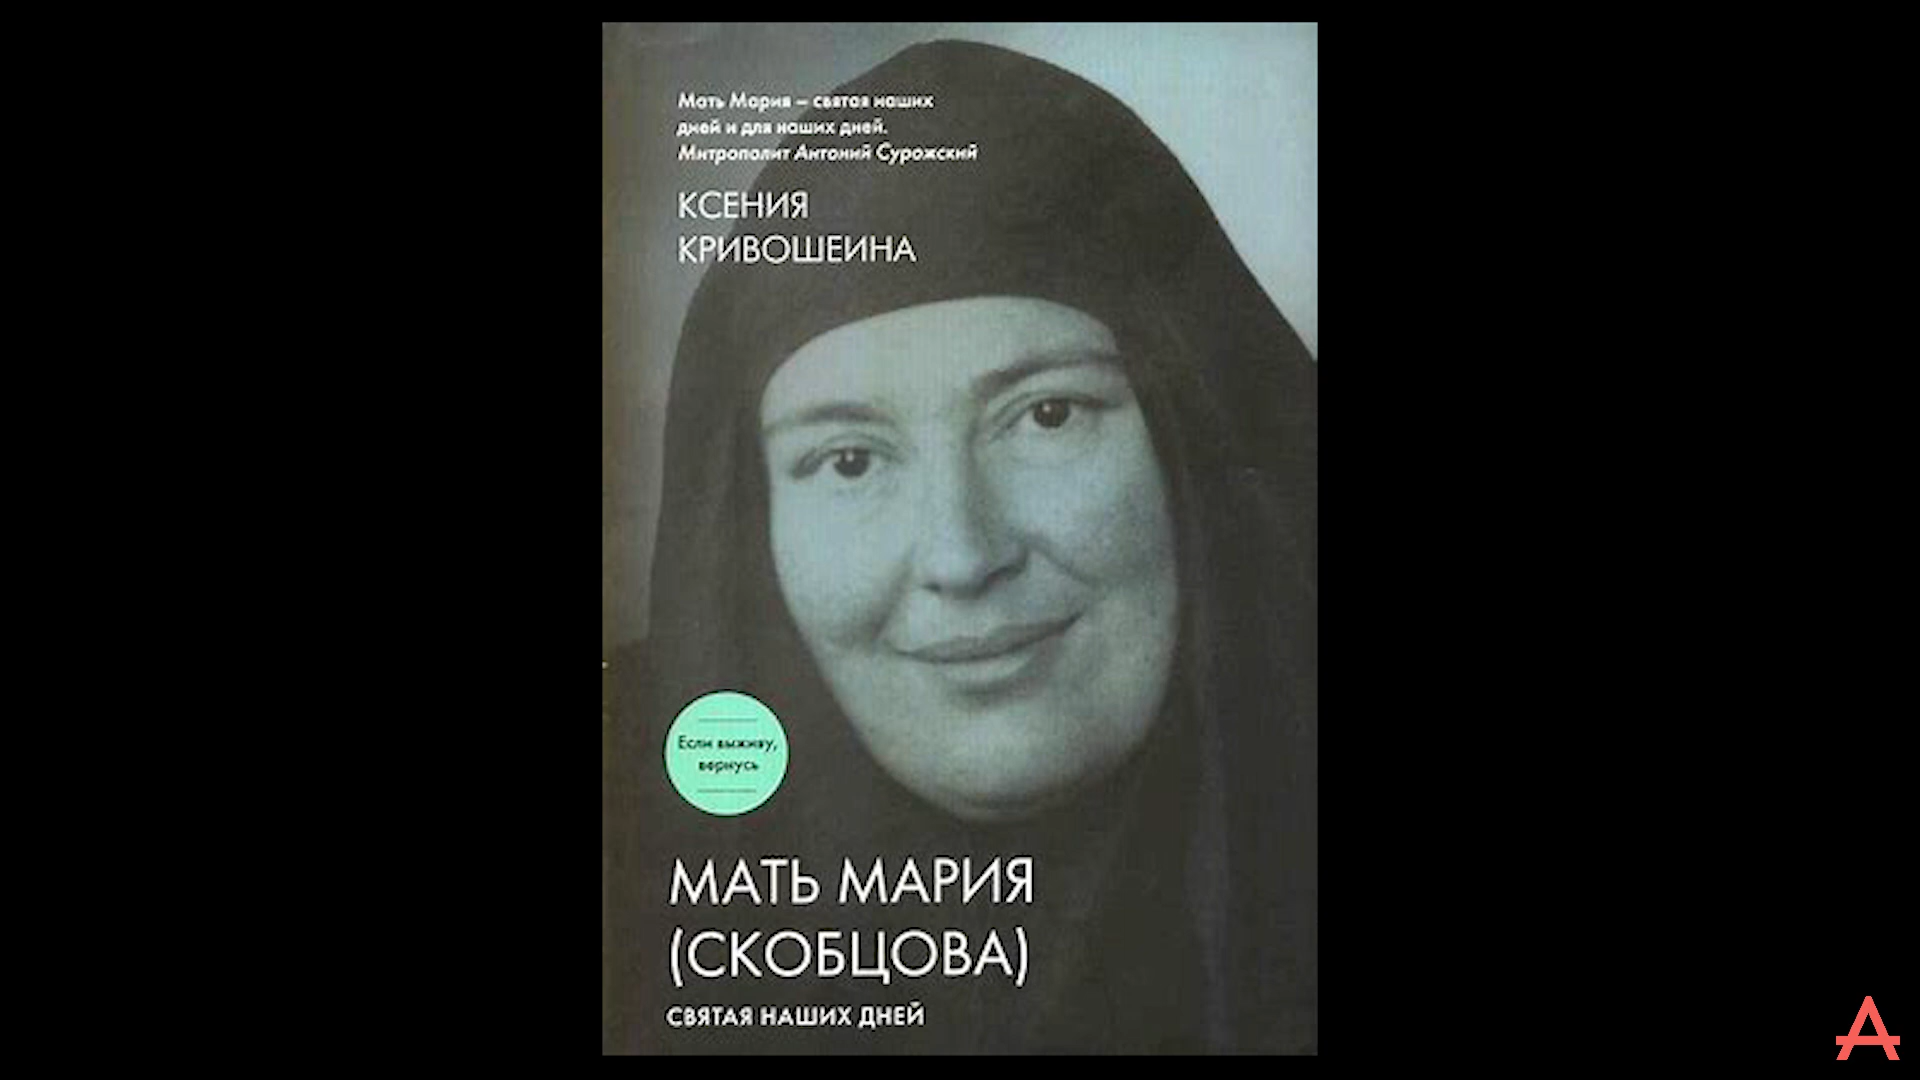 Мать Мария – святая наших
дней и для наших дней.
Митрополит Антоний Сурожский
КСЕНИЯ
КРИВОШЕИНА
Если выживу,
вернусь
МАТЬ МАРИЯ
(СКОБЦОВА)
СВЯТАЯ НАШИХ ДНЕЙ